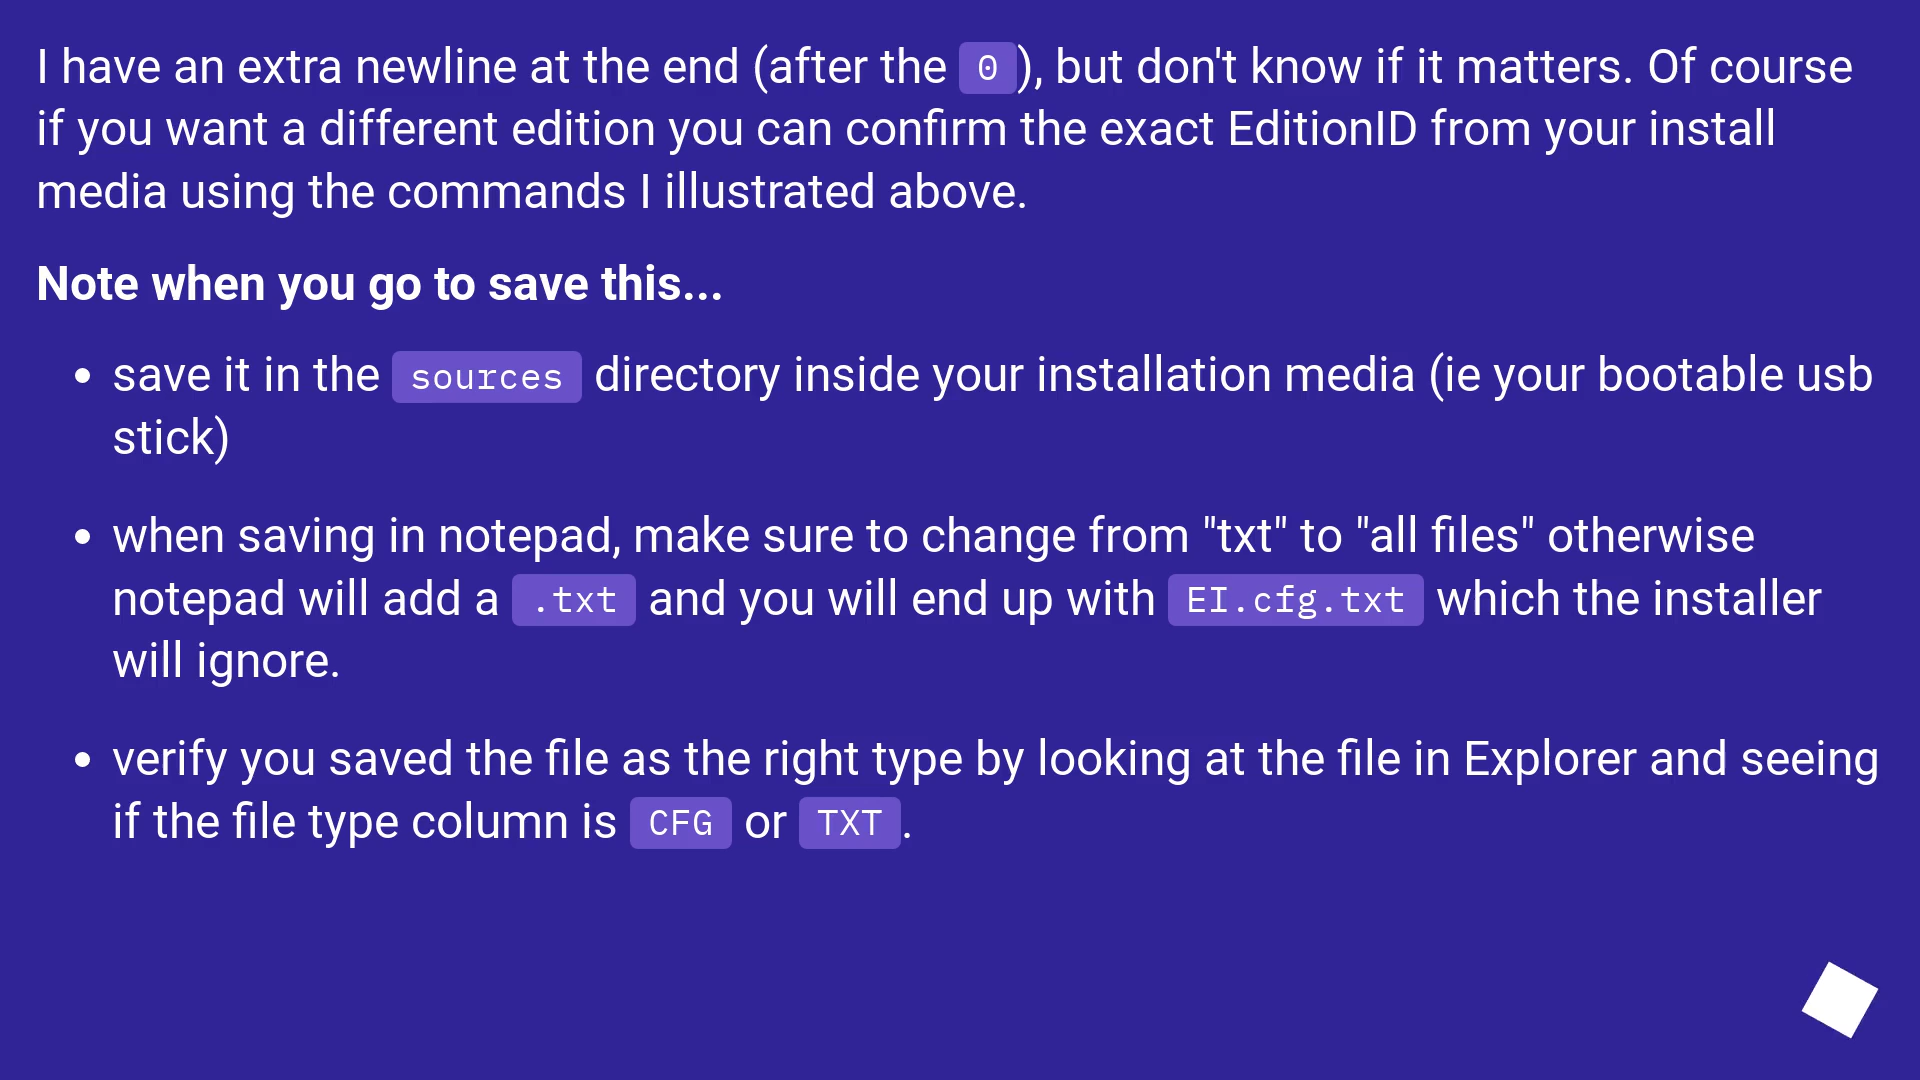 I have an extra newline at the end (after the 0), but don't know if it matters. Of course
if you want a different edition you can confirm the exact EditionID from your install
media using the commands I illustrated above.
Note when you go to save this...
• save it in the sources directory inside your installation media (ie your bootable usb
stick)
• when saving in notepad, make sure to change from "txt" to "all files" otherwise
notepad will add a .txt and you will end up with EI.cfg.txt which the installer
will ignore.
• verify you saved the file as the right type by looking at the file in Explorer and seeing
if the file type column is CFG or TXT.